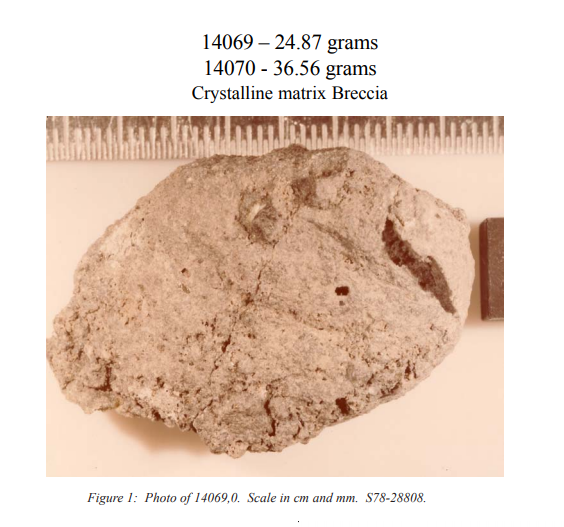 14069 – 24.87 grams
14070 - 36.56 grams
Crystalline matrix Breccia
Figure 1: Photo of 14069,0. Scale in cm and mm. S78-28808.